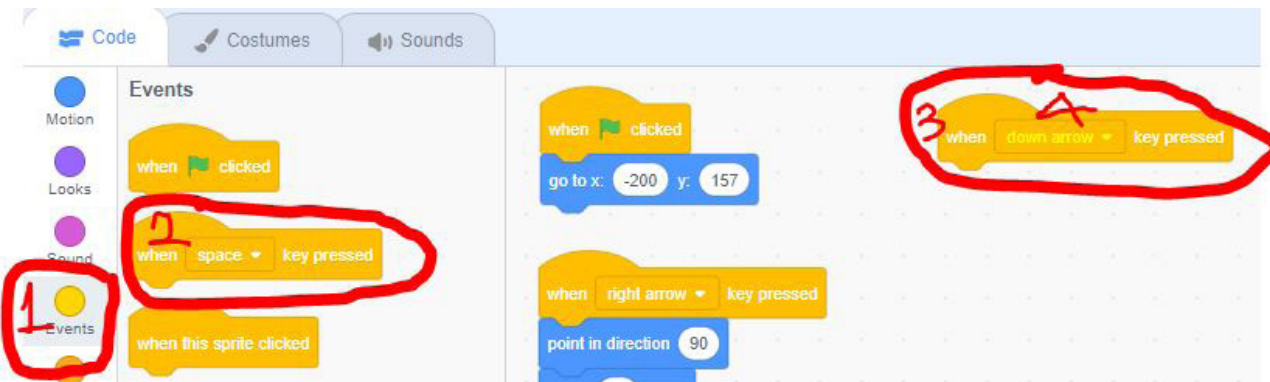 Code
Costumes
Sounds
Motion
Looks
Sound
1
Events
Events
when clicked
2
when space key pressed
when this sprite clicked
when clicked
go to x: -200 y: 157
when right arrow key pressed
point in direction 90
3
4
when down arrow key pressed